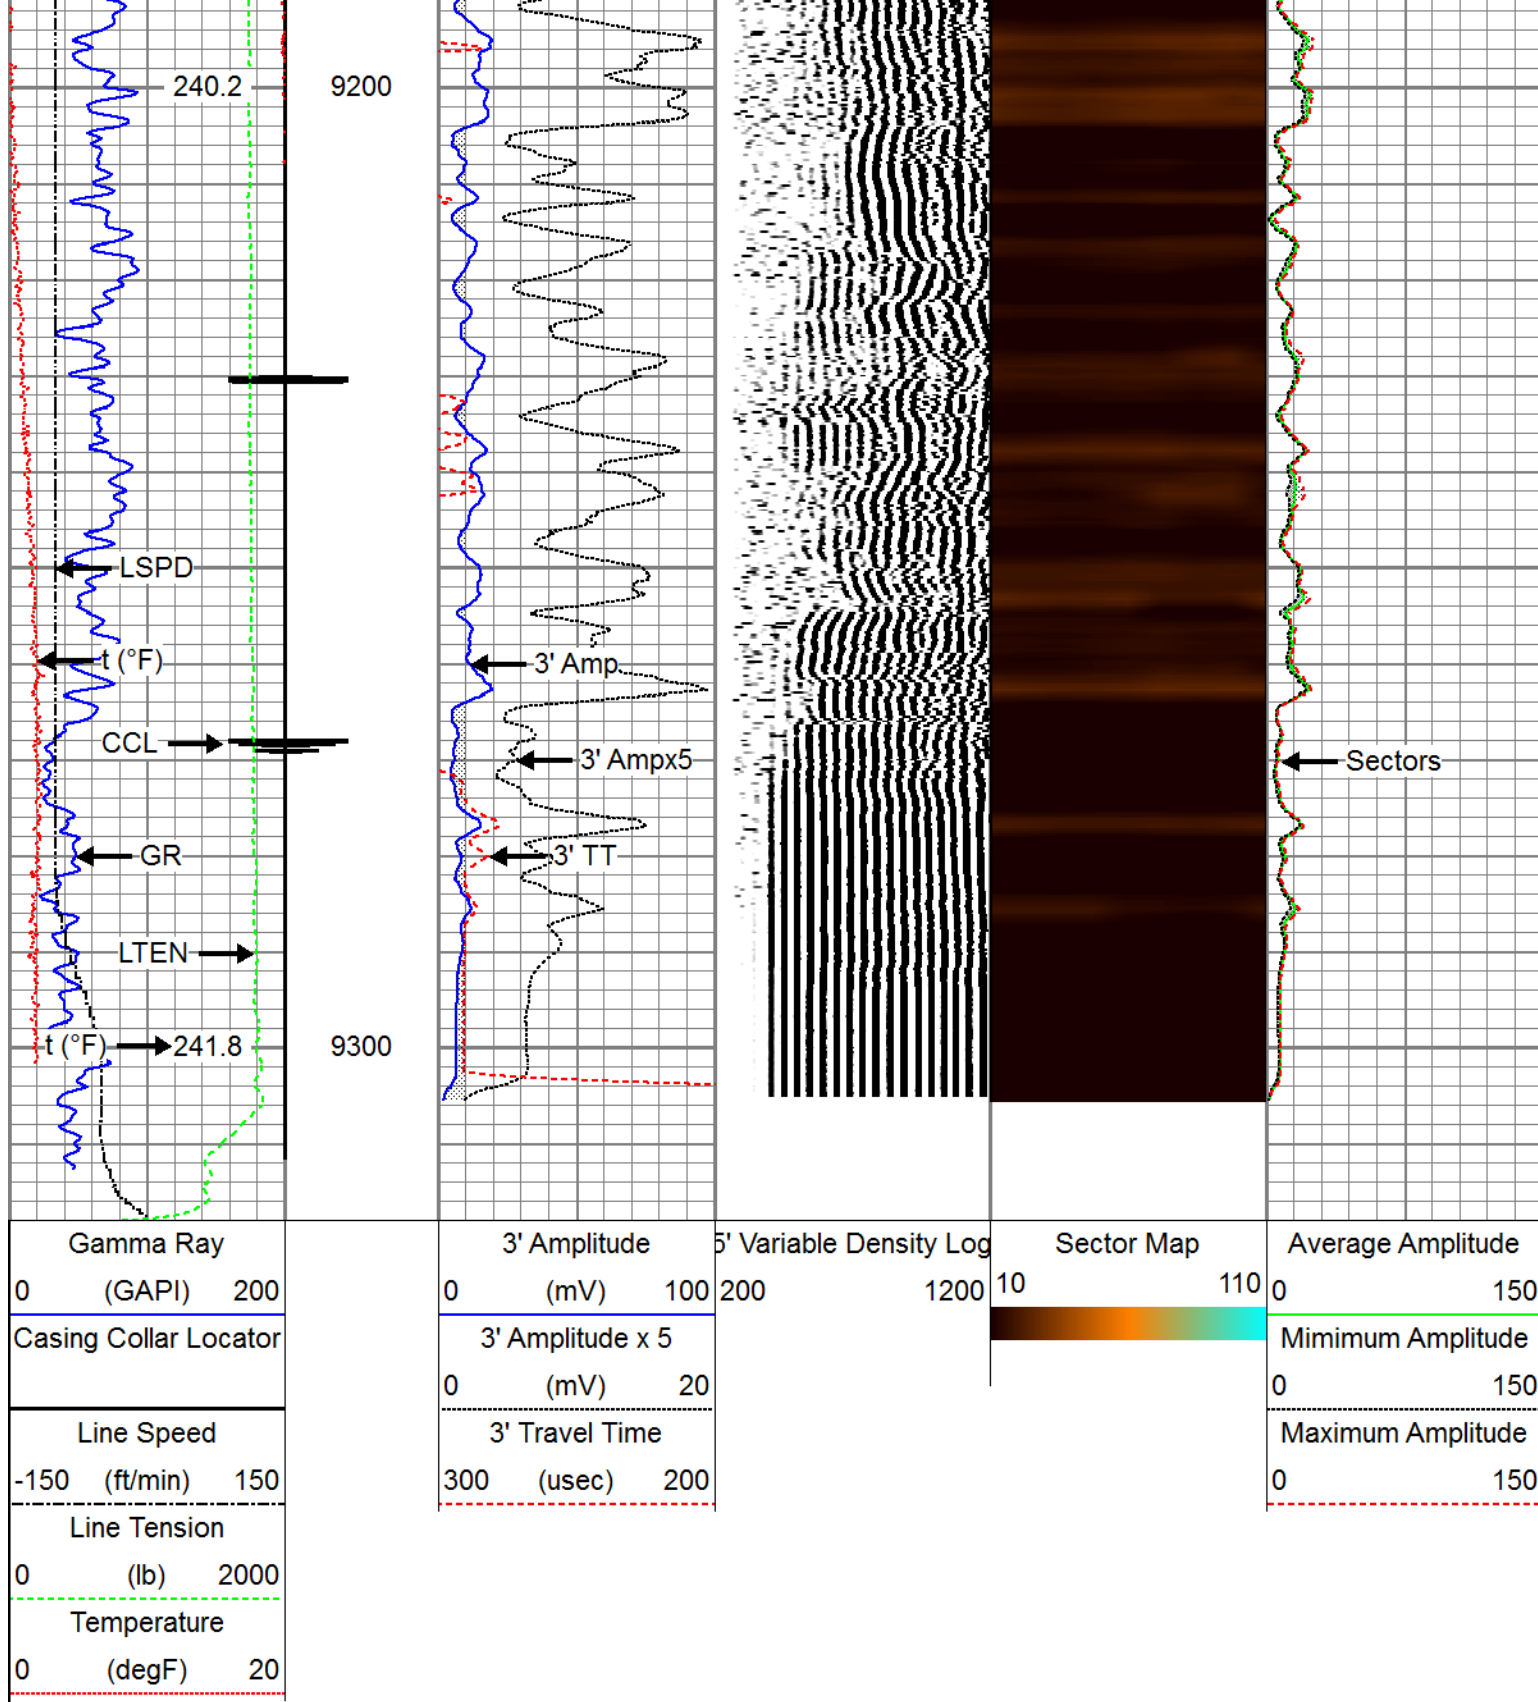 240.2 9200
LSPD
t (°F) 3' Amp
CCL 3' Ampx5 Sectors
GR 3' TT
LTEN
t (°F) 241.8 9300
Gamma Ray 3' Amplitude 5' Variable Density Log Sector Map Average Amplitude
0 (GAPI) 200 0 (mV) 100 200 1200 10 110 0 150
Casing Collar Locator 3' Amplitude x 5 Mimimum Amplitude
0 (mV) 20 0 150
Line Speed 3' Travel Time Maximum Amplitude
-150 (ft/min) 150 300 (usec) 200 0 150
Line Tension
0 (lb) 2000
Temperature
0 (degF) 20